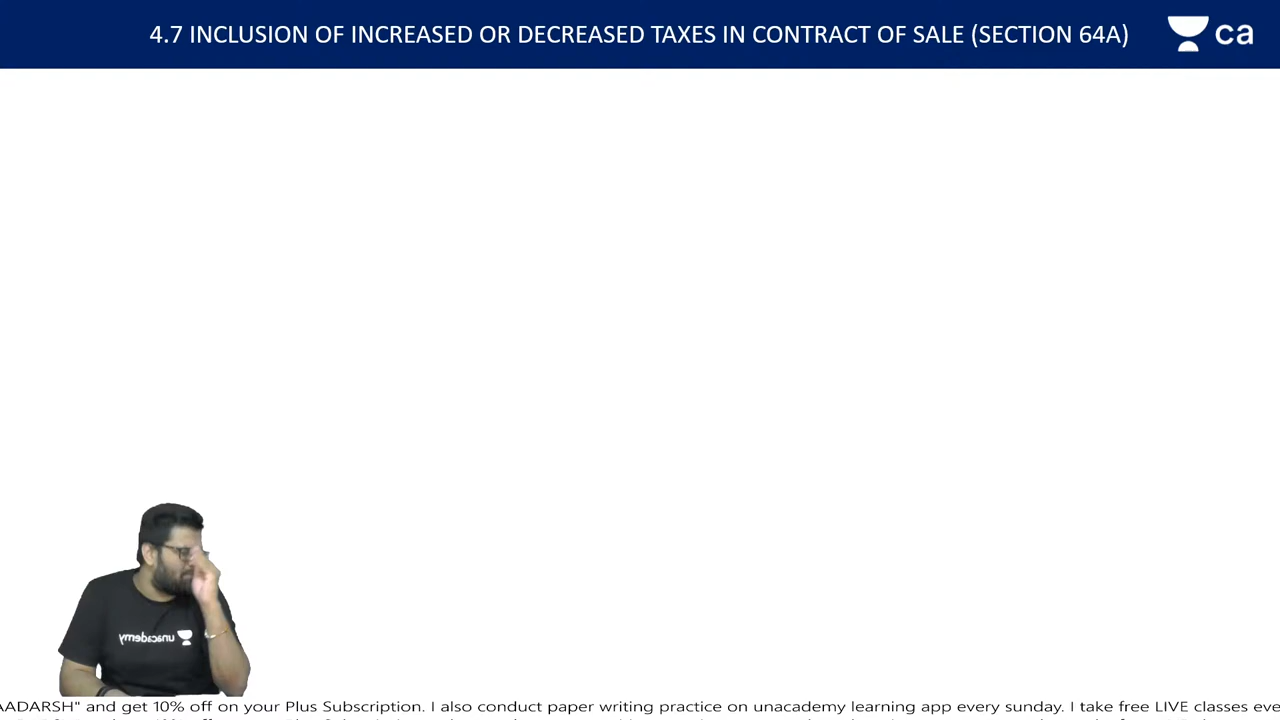 4.7 INCLUSION OF INCREASED OR DECREASED TAXES IN CONTRACT OF SALE (SECTION 64A)
ca
unacademy
AADARSH" and get 10% off on your Plus Subscription. I also conduct paper writing practice on unacademy learning app every sunday. I take free LIVE classes eve